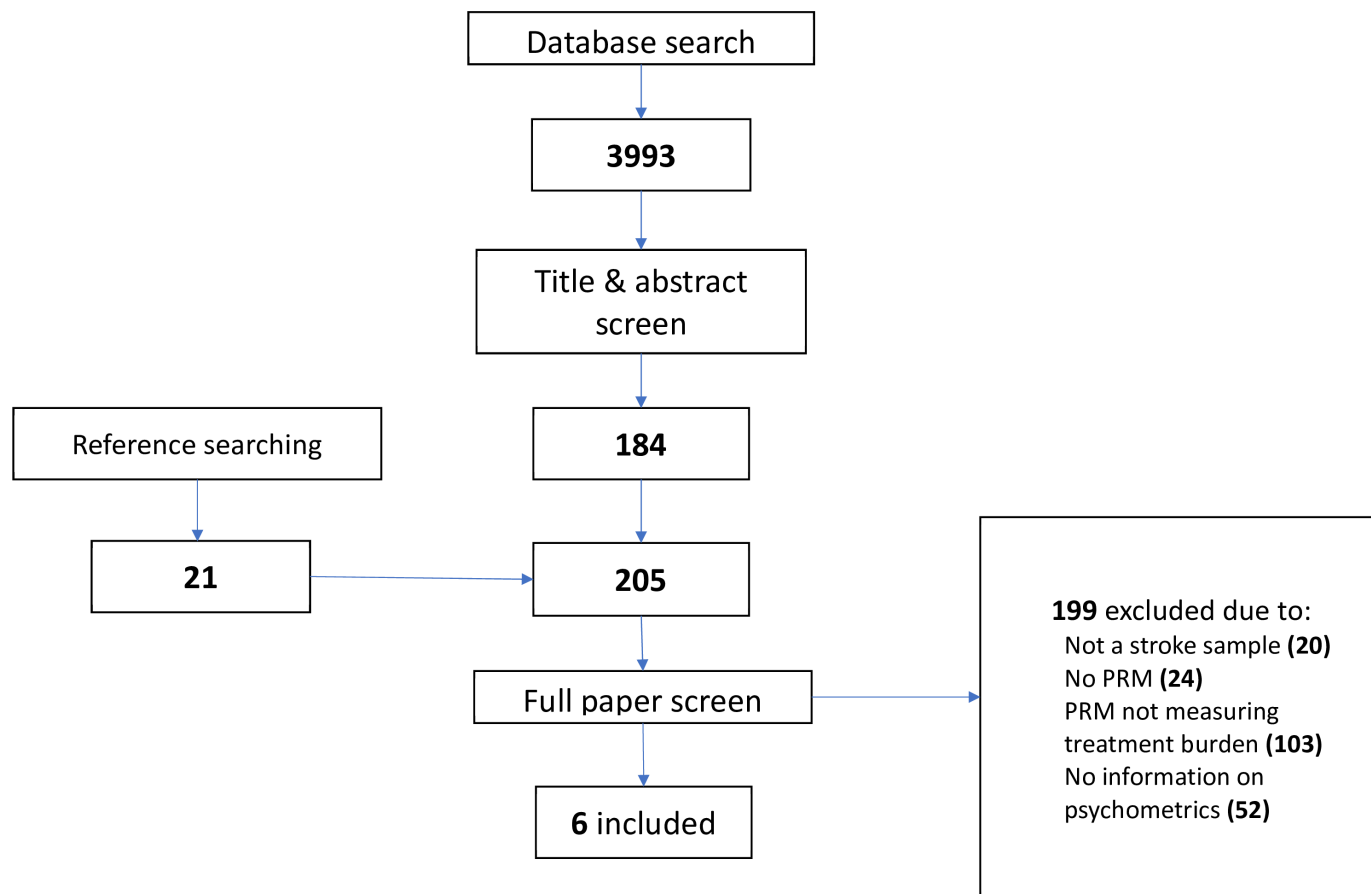 Database search
3993
Title & abstract
screen
184
Reference searching
21
205
Full paper screen
199 excluded due to:
Not a stroke sample (20)
No PRM (24)
PRM not measuring
treatment burden (103)
No information on
psychometrics (52)
6 included